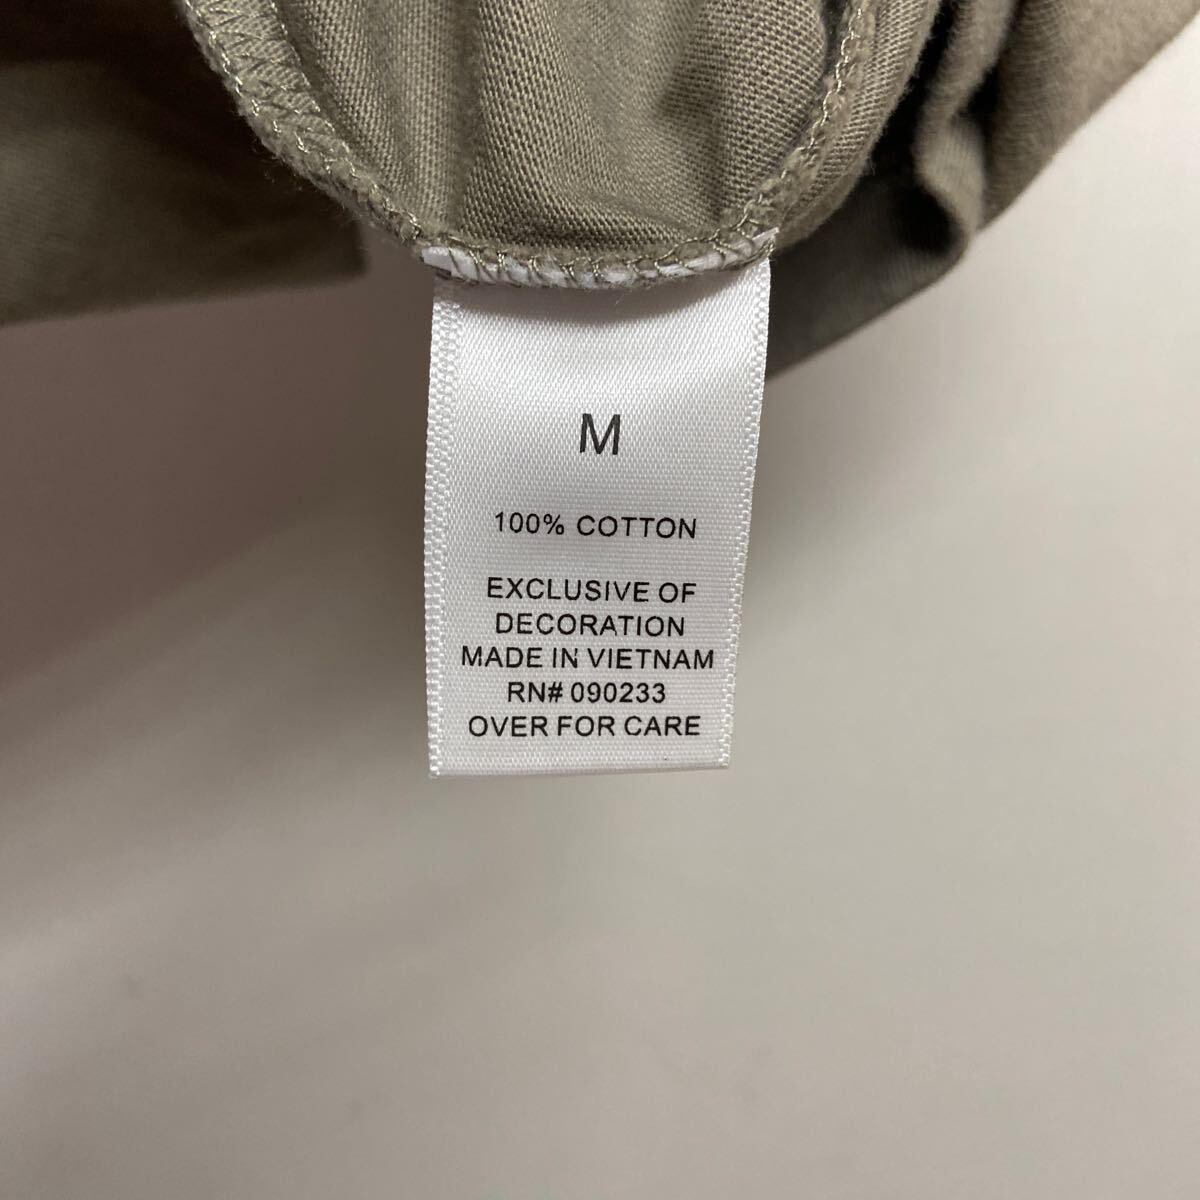 M
100% COTTON
EXCLUSIVE OF
DECORATION
MADE IN VIETNAM
RN# 090233
OVER FOR CARE